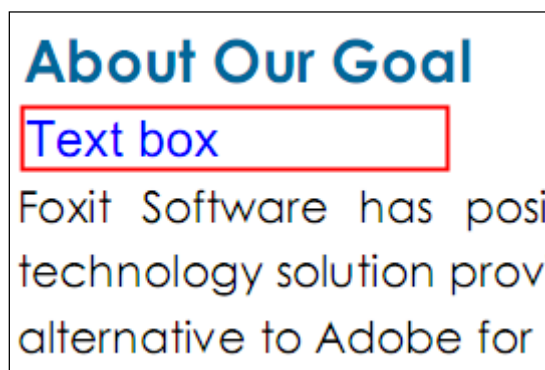 About Our Goal
Text box
Foxit Software has posi
technology solution prov
alternative to Adobe for